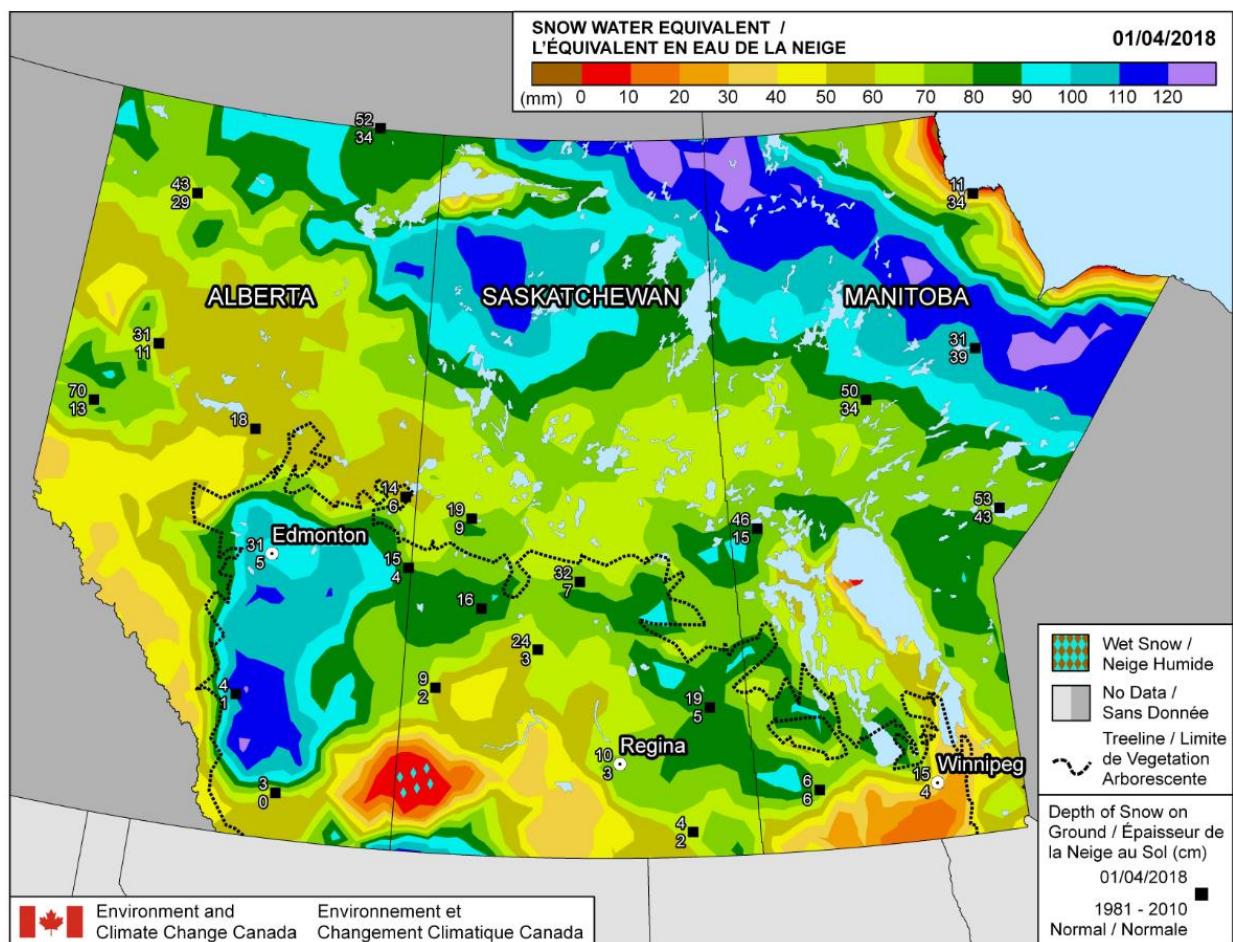 SNOW WATER EQUIVALENT /
L'ÉQUIVALENT EN EAU DE LA NEIGE
01/04/2018
(mm) 0 10 20 30 40 50 60 70 80 90 100 110 120
52
34
43
29
11
34
ALBERTA
SASKATCHEWAN
MANITOBA
31
11
31
39
70
13
50
34
18
14
6
19
9
53
43
46
15
Edmonton
31
5
15
4
32
7
16
24
3
4
1
9
2
19
5
Regina
10
3
Winnipeg
15
4
3
0
6
6
4
2
Wet Snow /
Neige Humide
No Data /
Sans Donnée
Treeline / Limite
de Vegetation
Arborescente
Depth of Snow on
Ground / Épaisseur de
la Neige au Sol (cm)
01/04/2018
1981 - 2010
Normal / Normale
Environment and
Climate Change Canada
Environnement et
Changement Climatique Canada